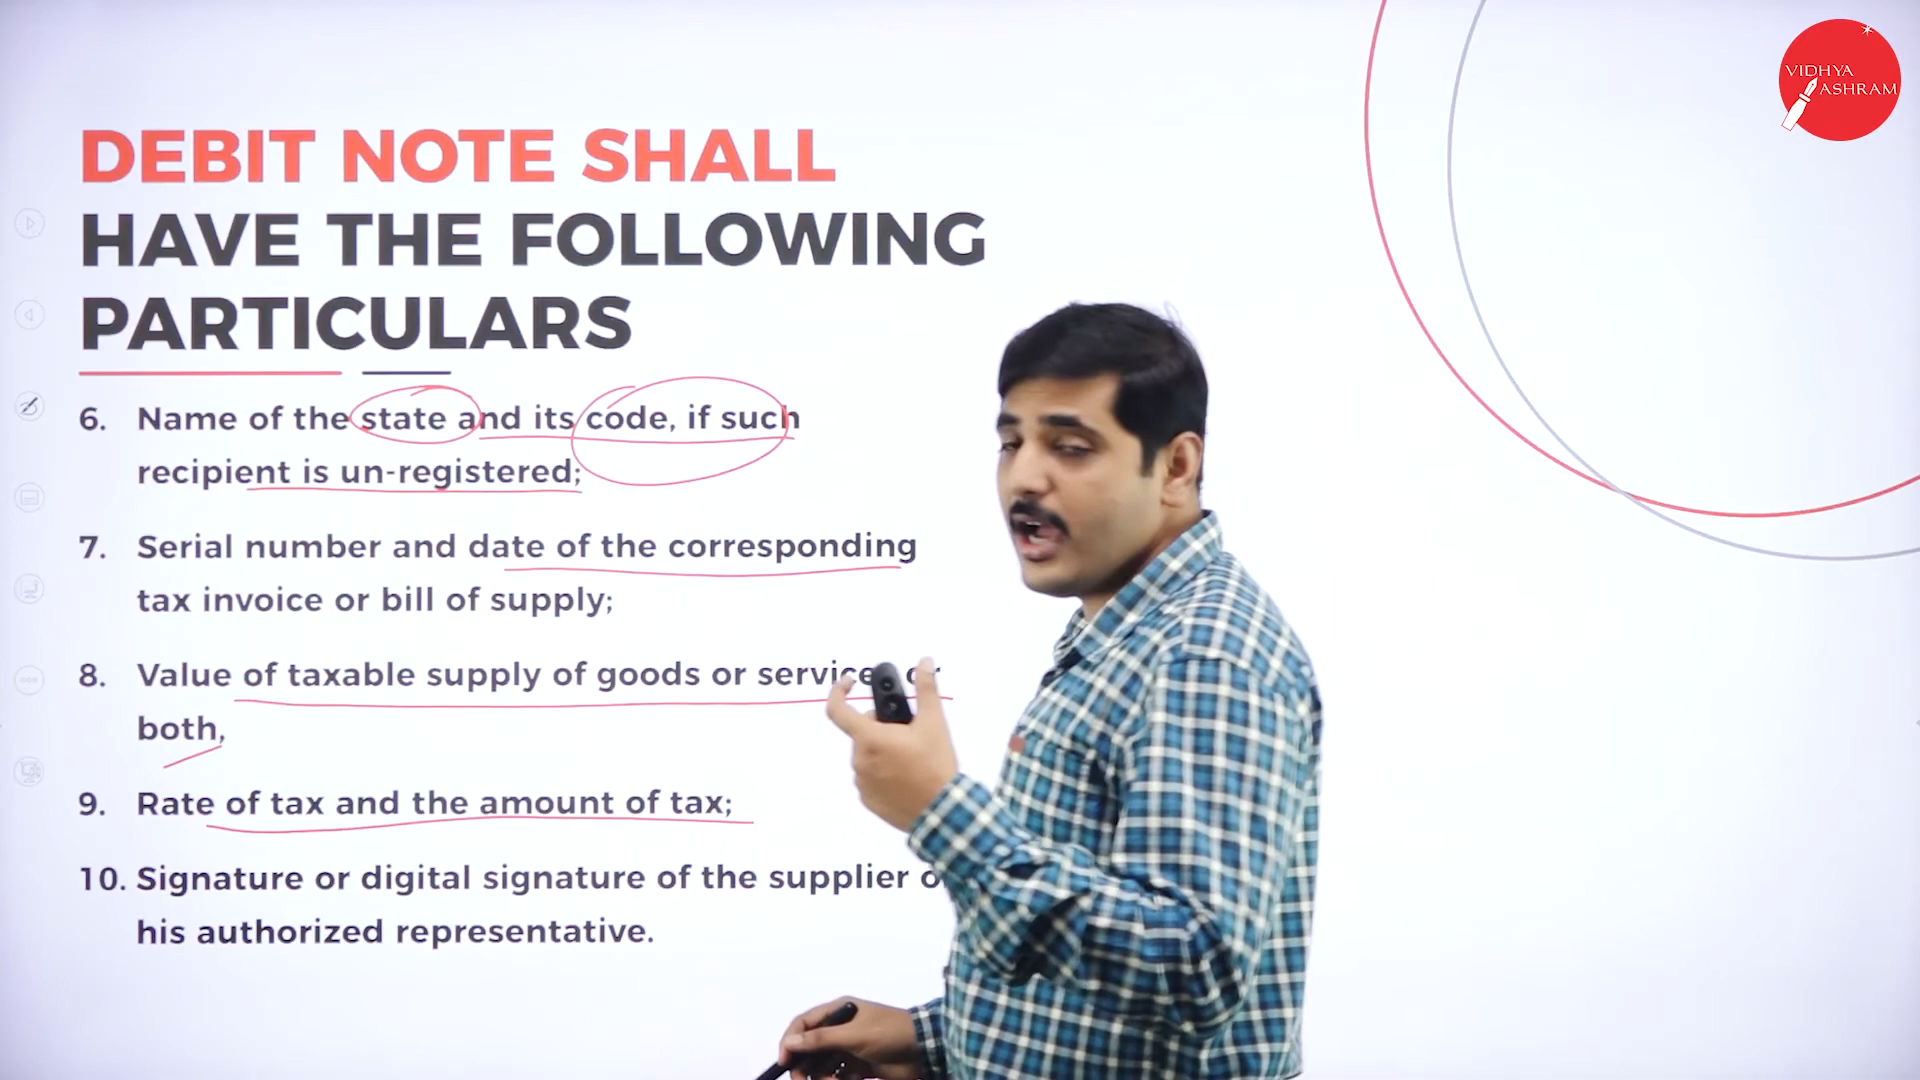 VIDHYA
ASHRAM
DEBIT NOTE SHALL
HAVE THE FOLLOWING
PARTICULARS
6. Name of the state and its code, if such
recipient is un-registered;
7. Serial number and date of the corresponding
tax invoice or bill of supply;
8. Value of taxable supply of goods or
both,
9. Rate of tax and the amount of tax;
10. Signature or digital signature of the supplier
his authorized representative.